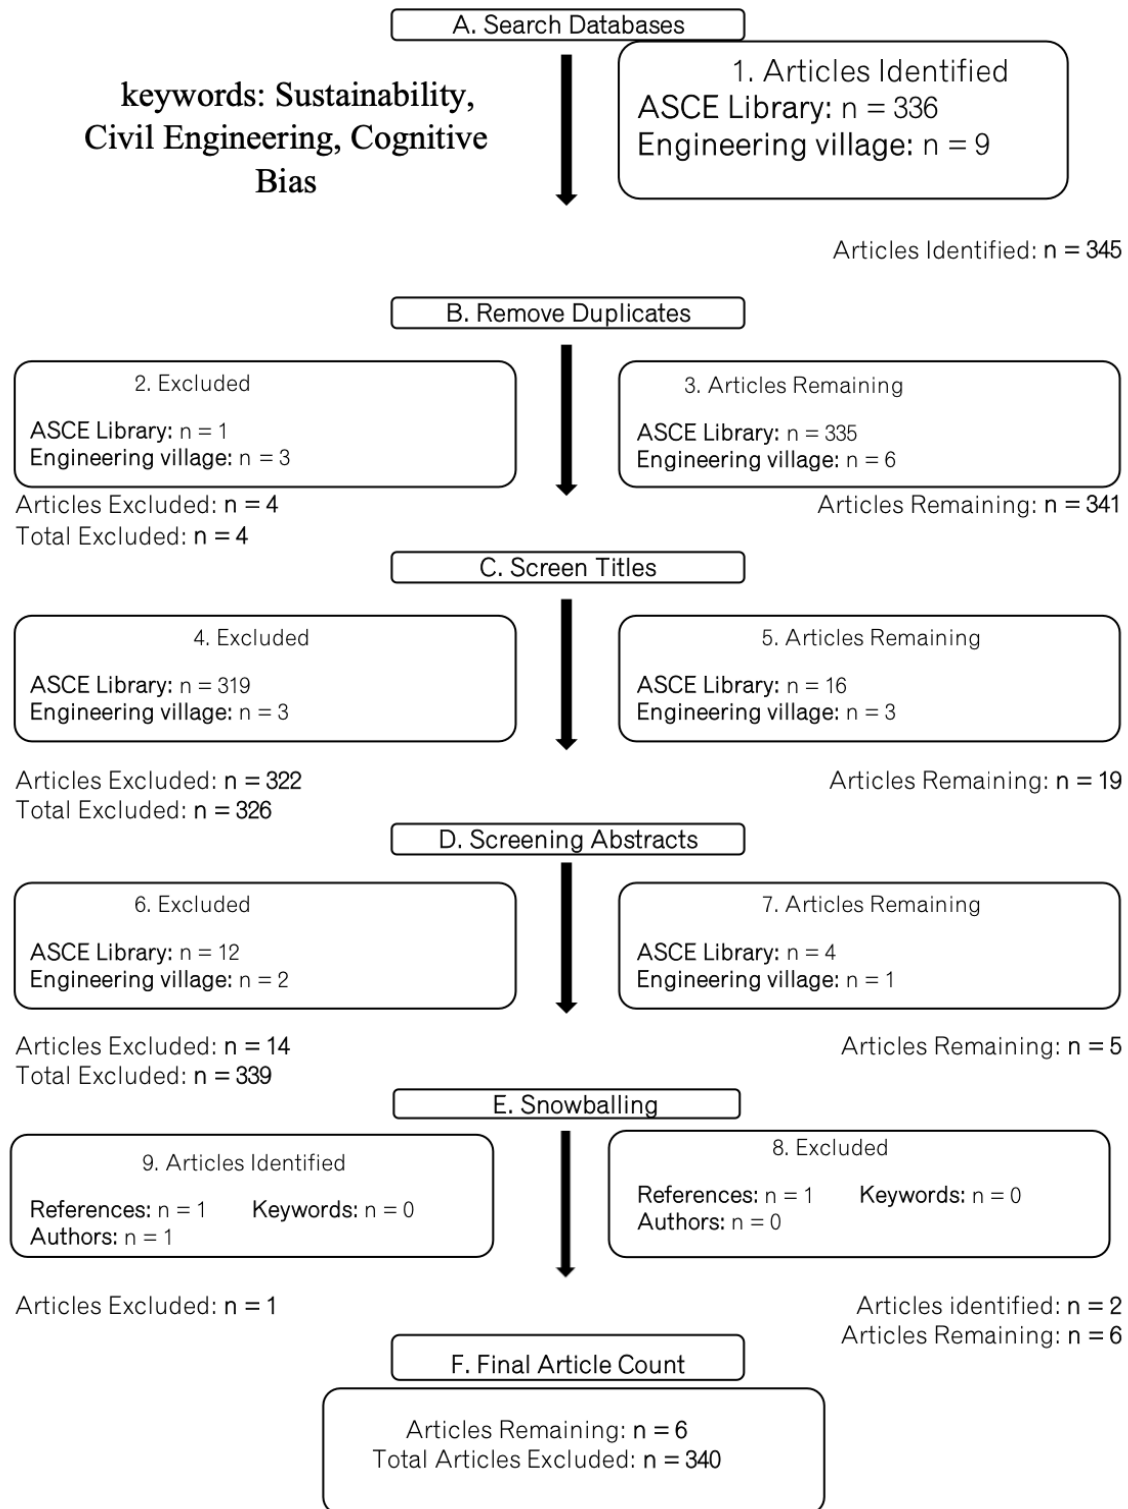 A. Search Databases
keywords: Sustainability,
Civil Engineering, Cognitive
Bias
1. Articles Identified
ASCE Library: n = 336
Engineering village: n = 9
Articles Identified: n = 345
B. Remove Duplicates
2. Excluded
ASCE Library: n = 1
Engineering village: n = 3
3. Articles Remaining
ASCE Library: n = 335
Engineering village: n = 6
Articles Excluded: n = 4
Total Excluded: n = 4
Articles Remaining: n = 341
C. Screen Titles
4. Excluded
ASCE Library: n = 319
Engineering village: n = 3
5. Articles Remaining
ASCE Library: n = 16
Engineering village: n = 3
Articles Excluded: n = 322
Total Excluded: n = 326
Articles Remaining: n = 19
D. Screening Abstracts
6. Excluded
ASCE Library: n = 12
Engineering village: n = 2
7. Articles Remaining
ASCE Library: n = 4
Engineering village: n = 1
Articles Excluded: n = 14
Total Excluded: n = 339
Articles Remaining: n = 5
E. Snowballing
9. Articles Identified
References: n = 1 Keywords: n = 0
Authors: n = 1
8. Excluded
References: n = 1 Keywords: n = 0
Authors: n = 0
Articles Excluded: n = 1
Articles identified: n = 2
Articles Remaining: n = 6
F. Final Article Count
Articles Remaining: n = 6
Total Articles Excluded: n = 340